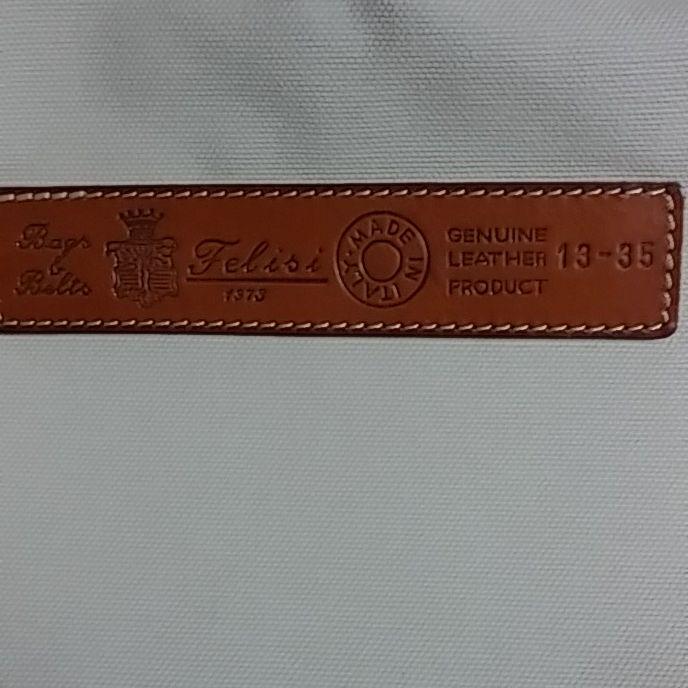 Bags
&
Belts
Felisi
1973
MADE IN ITALY
GENUINE
LEATHER
PRODUCT
13-35